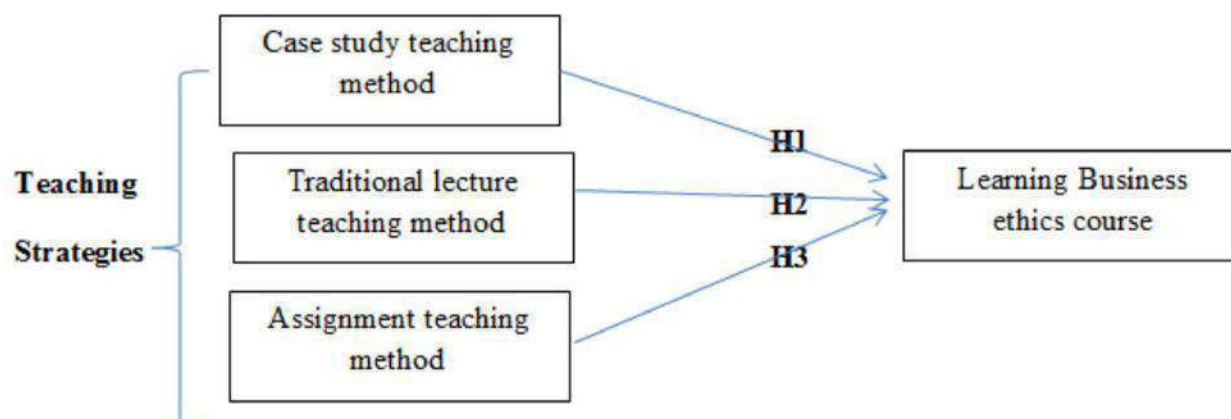 Case study teaching
method
H1
Teaching
Strategies
Traditional lecture
teaching method
H2
Learning Business
ethics course
H3
Assignment teaching
method